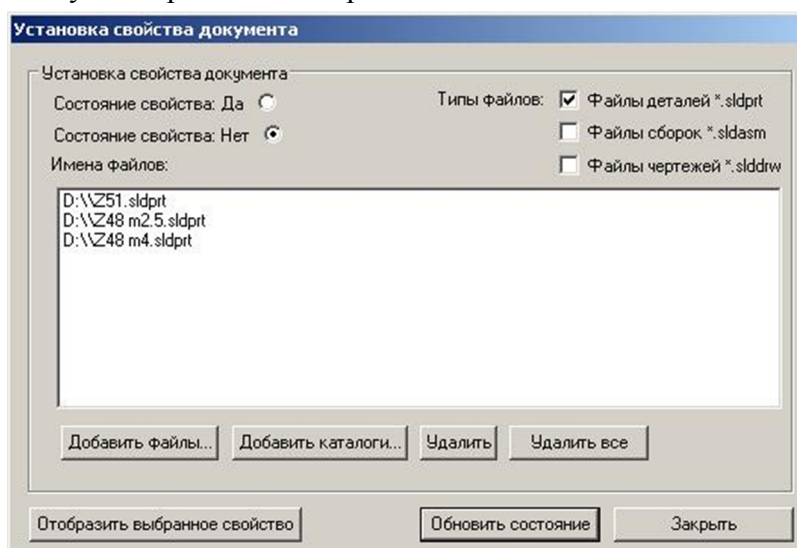 Установка свойства документа
Установка свойства документа
Состояние свойства: Да
Типы файлов: Файлы деталей *.sldprt
Состояние свойства: Нет
Файлы сборок *.sldasm
Имена файлов:
Файлы чертежей *.slddrw
D:\\Z51.sldprt
D:\\Z48 m2.5.sldprt
D:\\Z48 m4.sldprt
Добавить файлы... Добавить каталоги... Удалить Удалить все
Отобразить выбранное свойство Обновить состояние Закрыть